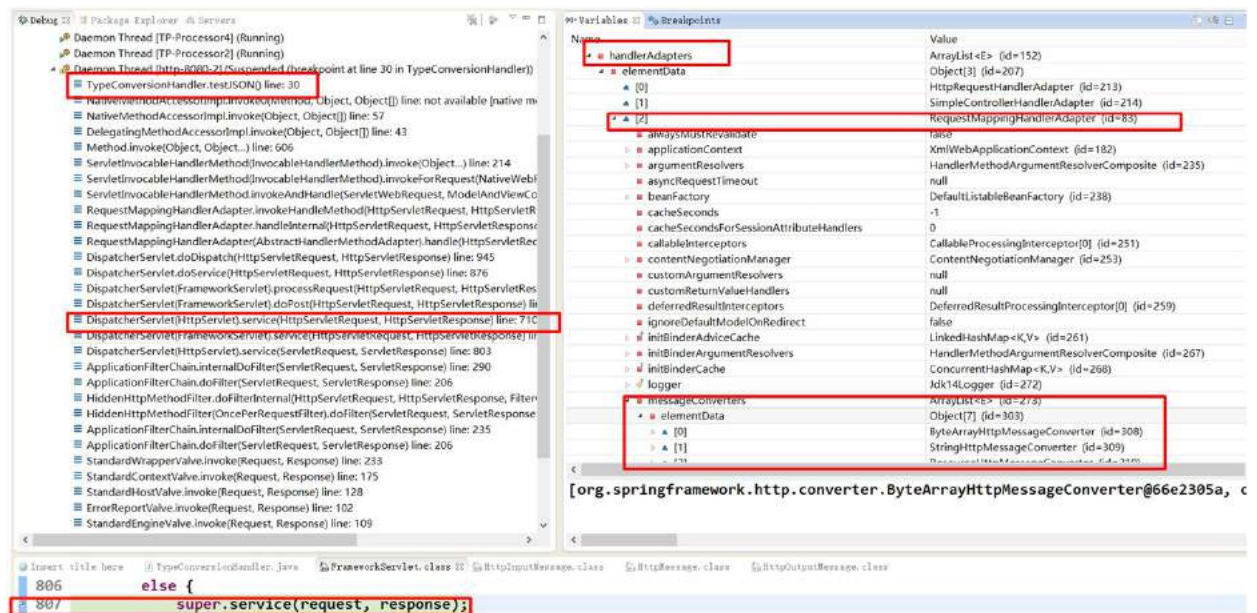 Debug
Package Explorer
Servers
Daemon Thread [TP-Processor4] (Running)
Daemon Thread [TP-Processor2] (Running)
Daemon Thread [http-8080-2] (Suspended (breakpoint at line 30 in TypeConversionHandler))
TypeConversionHandler.testJSON() line: 30
NativeMethodAccessorImpl.invoke0(Method, Object, Object[]) line: not available [native m
NativeMethodAccessorImpl.invoke(Object, Object[]) line: 57
DelegatingMethodAccessorImpl.invoke(Object, Object[]) line: 43
Method.invoke(Object, Object...) line: 606
ServletInvocableHandlerMethod(InvocableHandlerMethod).invoke(Object...) line: 214
ServletInvocableHandlerMethod(InvocableHandlerMethod).invokeForRequest(NativeWebR
ServletInvocableHandlerMethod.invokeAndHandle(ServletWebRequest, ModelAndViewCo
RequestMappingHandlerAdapter.invokeHandleMethod(HttpServletRequest, HttpServletR
RequestMappingHandlerAdapter.handleInternal(HttpServletRequest, HttpServletRespons
RequestMappingHandlerAdapter(AbstractHandlerMethodAdapter).handle(HttpServletRec
DispatcherServlet.doDispatch(HttpServletRequest, HttpServletResponse) line: 945
DispatcherServlet.doService(HttpServletRequest, HttpServletResponse) line: 876
DispatcherServlet(FrameworkServlet).processRequest(HttpServletRequest, HttpServletRes
DispatcherServlet(FrameworkServlet).doPost(HttpServletRequest, HttpServletResponse) li
DispatcherServlet(HttpServlet).service(HttpServletRequest, HttpServletResponse) line: 710
DispatcherServlet(FrameworkServlet).service(HttpServletRequest, HttpServletResponse) li
DispatcherServlet(HttpServlet).service(ServletRequest, ServletResponse) line: 803
ApplicationFilterChain.internalDoFilter(ServletRequest, ServletResponse) line: 290
ApplicationFilterChain.doFilter(ServletRequest, ServletResponse) line: 206
HiddenHttpMethodFilter.doFilterInternal(HttpServletRequest, HttpServletResponse, Filter
HiddenHttpMethodFilter(OncePerRequestFilter).doFilter(ServletRequest, ServletResponse
ApplicationFilterChain.internalDoFilter(ServletRequest, ServletResponse) line: 235
ApplicationFilterChain.doFilter(ServletRequest, ServletResponse) line: 206
StandardWrapperValve.invoke(Request, Response) line: 233
StandardContextValve.invoke(Request, Response) line: 175
StandardHostValve.invoke(Request, Response) line: 128
ErrorReportValve.invoke(Request, Response) line: 102
StandardEngineValve.invoke(Request, Response) line: 109
Variables
Breakpoints
Name Value
handlerAdapters ArrayList<E> (id=152)
elementData Object[3] (id=207)
[0] HttpRequestHandlerAdapter (id=213)
[1] SimpleControllerHandlerAdapter (id=214)
[2] RequestMappingHandlerAdapter (id=83)
alwaysMustRevalidate false
applicationContext XmlWebApplicationContext (id=182)
argumentResolvers HandlerMethodArgumentResolverComposite (id=235)
asyncRequestTimeout null
beanFactory DefaultListableBeanFactory (id=238)
cacheSeconds -1
cacheSecondsForSessionAttributeHandlers 0
callableInterceptors CallableProcessingInterceptor[0] (id=251)
contentNegotiationManager ContentNegotiationManager (id=253)
customArgumentResolvers null
customReturnValueHandlers null
deferredResultInterceptors DeferredResultProcessingInterceptor[0] (id=259)
ignoreDefaultModelOnRedirect false
initBinderAdviceCache LinkedHashMap<K,V> (id=261)
initBinderArgumentResolvers HandlerMethodArgumentResolverComposite (id=267)
initBinderCache ConcurrentHashMap<K,V> (id=268)
logger Jdk14Logger (id=272)
messageConverters ArrayList<E> (id=273)
elementData Object[7] (id=303)
[0] ByteArrayHttpMessageConverter (id=308)
[1] StringHttpMessageConverter (id=309)
[2] ResourceHttpMessageConverter (id=310)
[org.springframework.http.converter.ByteArrayHttpMessageConverter@66e2305a, c
Insert title here
TypeConversionHandler.java
FrameworkServlet.class
HttpInputMessage.class
HttpMessage.class
HttpOutputMessage.class
806 else {
807 super.service(request, response);